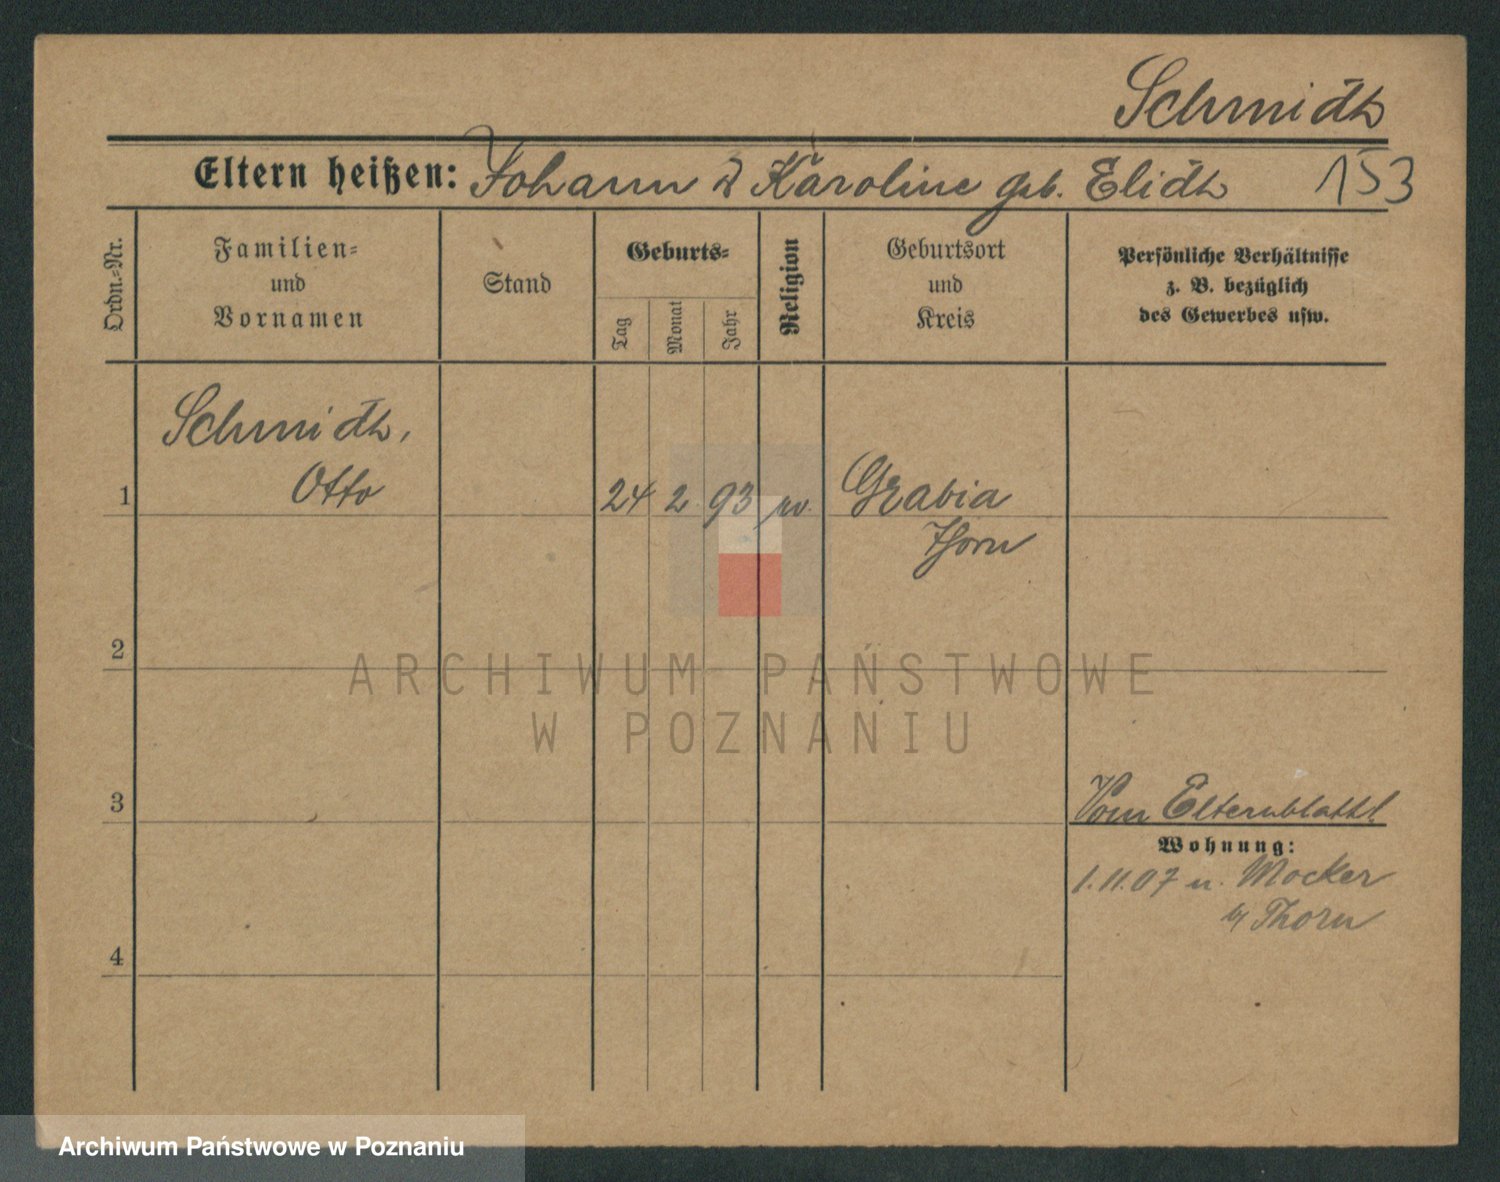 Schmidt
Eltern heißen: Johann & Karoline geb. Elidt 153
Ordn.=Nr.
Familien=
und
Vornamen
Stand
Geburts=
Tag
Monat
Jahr
Religion
Geburtsort
und
Kreis
Persönliche Verhältnisse
z. B. bezüglich
des Gewerbes usw.
Schmidt,
1 Otto 24 2 93 Grabia
Thorn
2
3 Vom Elternblatt!
Wohnung:
1.11.07 n. Mocker
b/ Thorn
4
ARCHIWUM PAŃSTWOWE
W POZNANIU
Archiwum Państwowe w Poznaniu